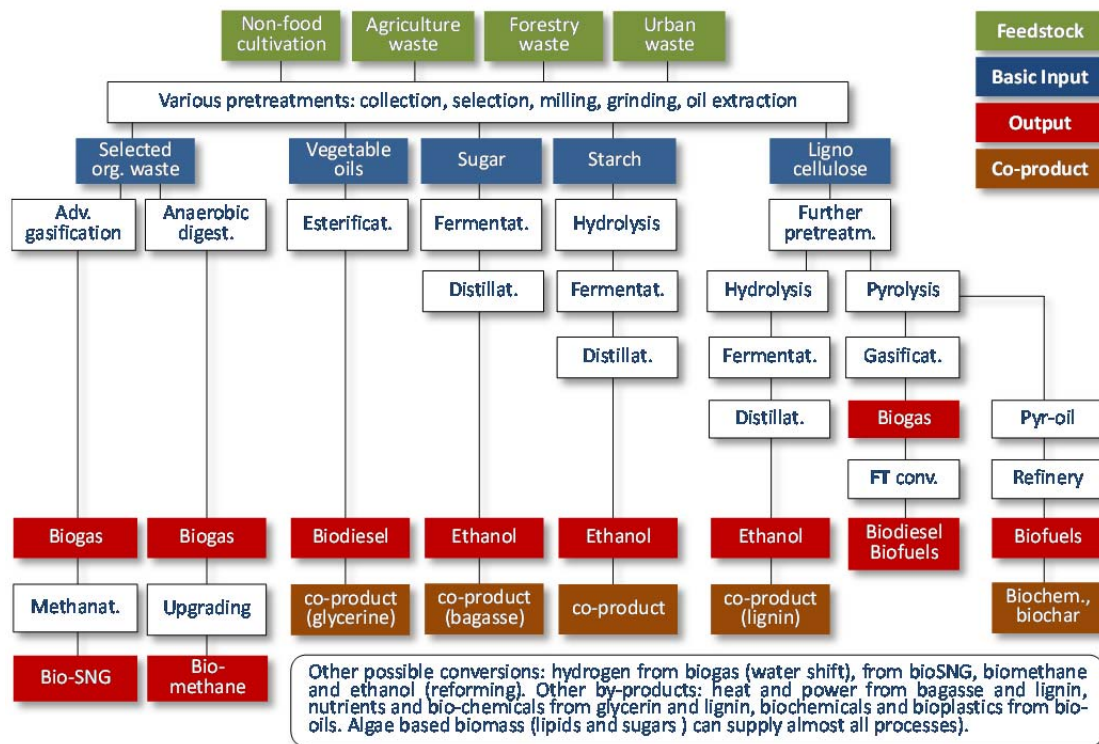 Non-food
cultivation
Agriculture
waste
Forestry
waste
Urban
waste
Feedstock
Basic Input
Output
Co-product
Various pretreatments: collection, selection, milling, grinding, oil extraction
Selected
org. waste
Vegetable
oils
Sugar
Starch
Ligno
cellulose
Adv.
gasification
Anaerobic
digest.
Esterificat.
Fermentat.
Hydrolysis
Further
pretreatm.
Distillat.
Fermentat.
Hydrolysis
Pyrolysis
Distillat.
Fermentat.
Gasificat.
Distillat.
Biogas
Pyr-oil
FT conv.
Refinery
Biogas
Biogas
Biodiesel
Ethanol
Ethanol
Ethanol
Biodiesel
Biofuels
Biofuels
Methanat.
Upgrading
co-product
(glycerine)
co-product
(bagasse)
co-product
co-product
(lignin)
Biochem.,
biochar
Bio-SNG
Bio-
methane
Other possible conversions: hydrogen from biogas (water shift), from bioSNG, biomethane
and ethanol (reforming). Other by-products: heat and power from bagasse and lignin,
nutrients and bio-chemicals from glycerin and lignin, biochemicals and bioplastics from bio-
oils. Algae based biomass (lipids and sugars ) can supply almost all processes).